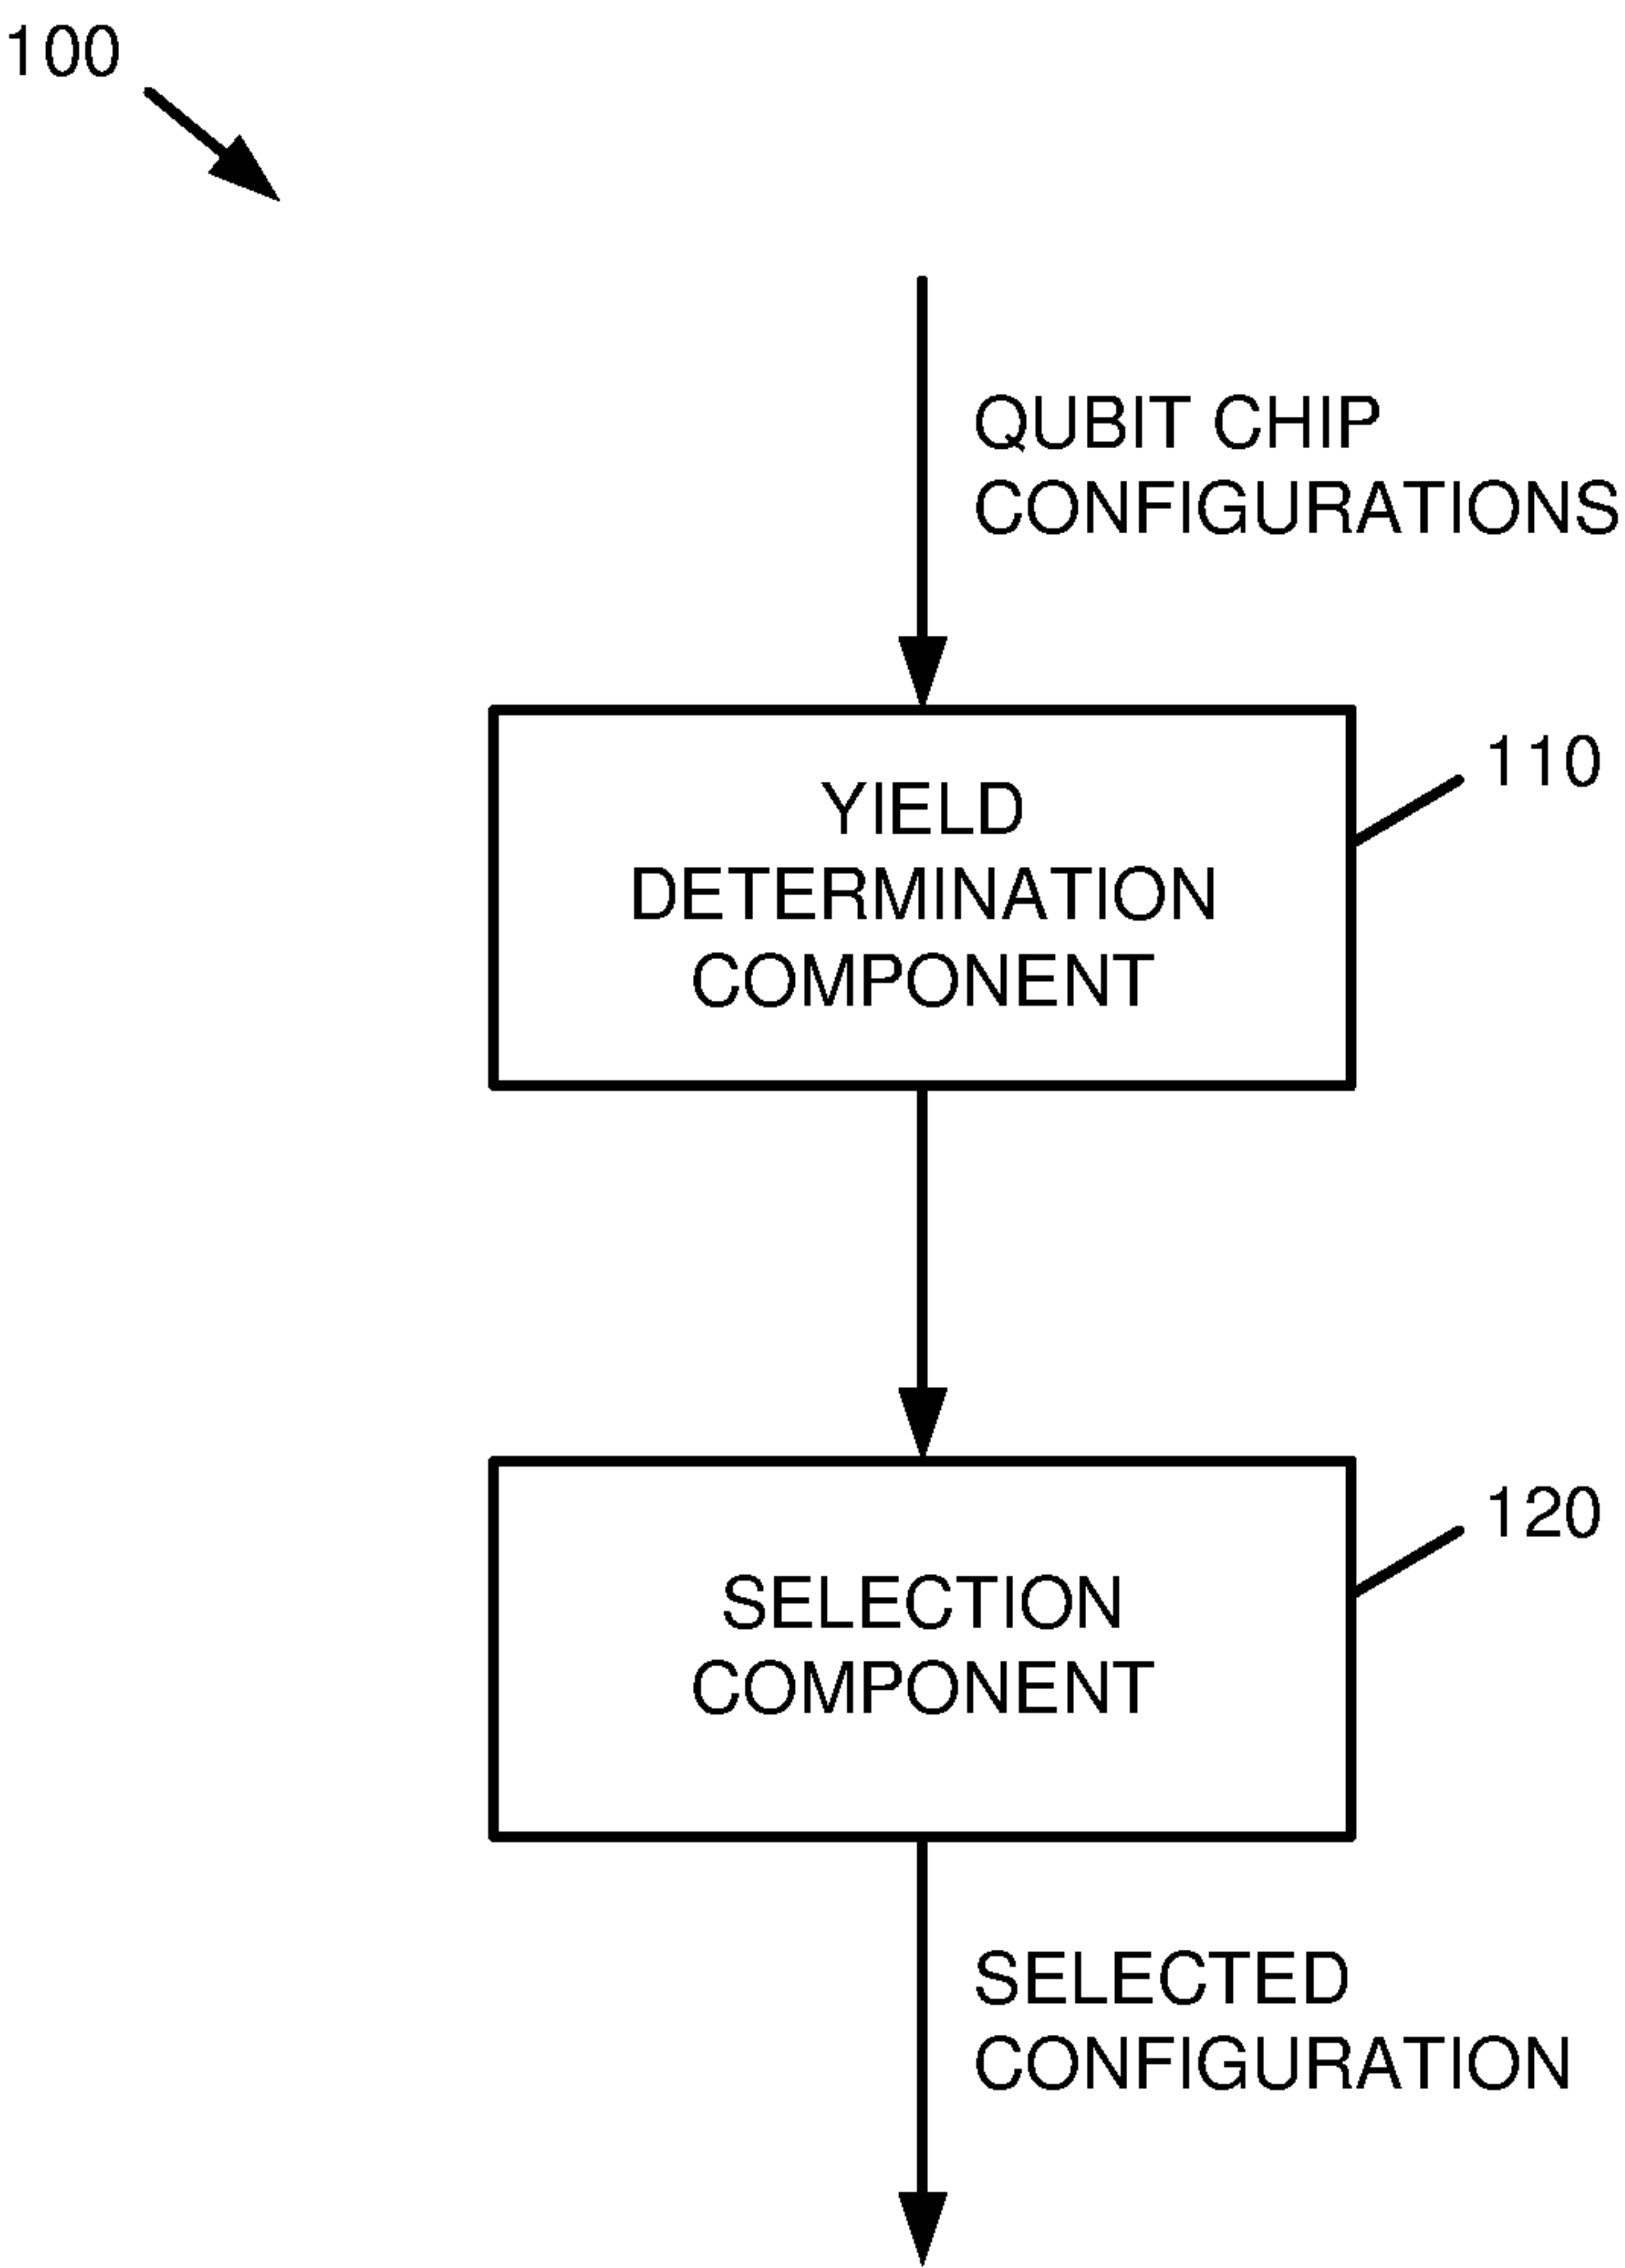 100
QUBIT CHIP
CONFIGURATIONS
110
YIELD
DETERMINATION
COMPONENT
120
SELECTION
COMPONENT
SELECTED
CONFIGURATION